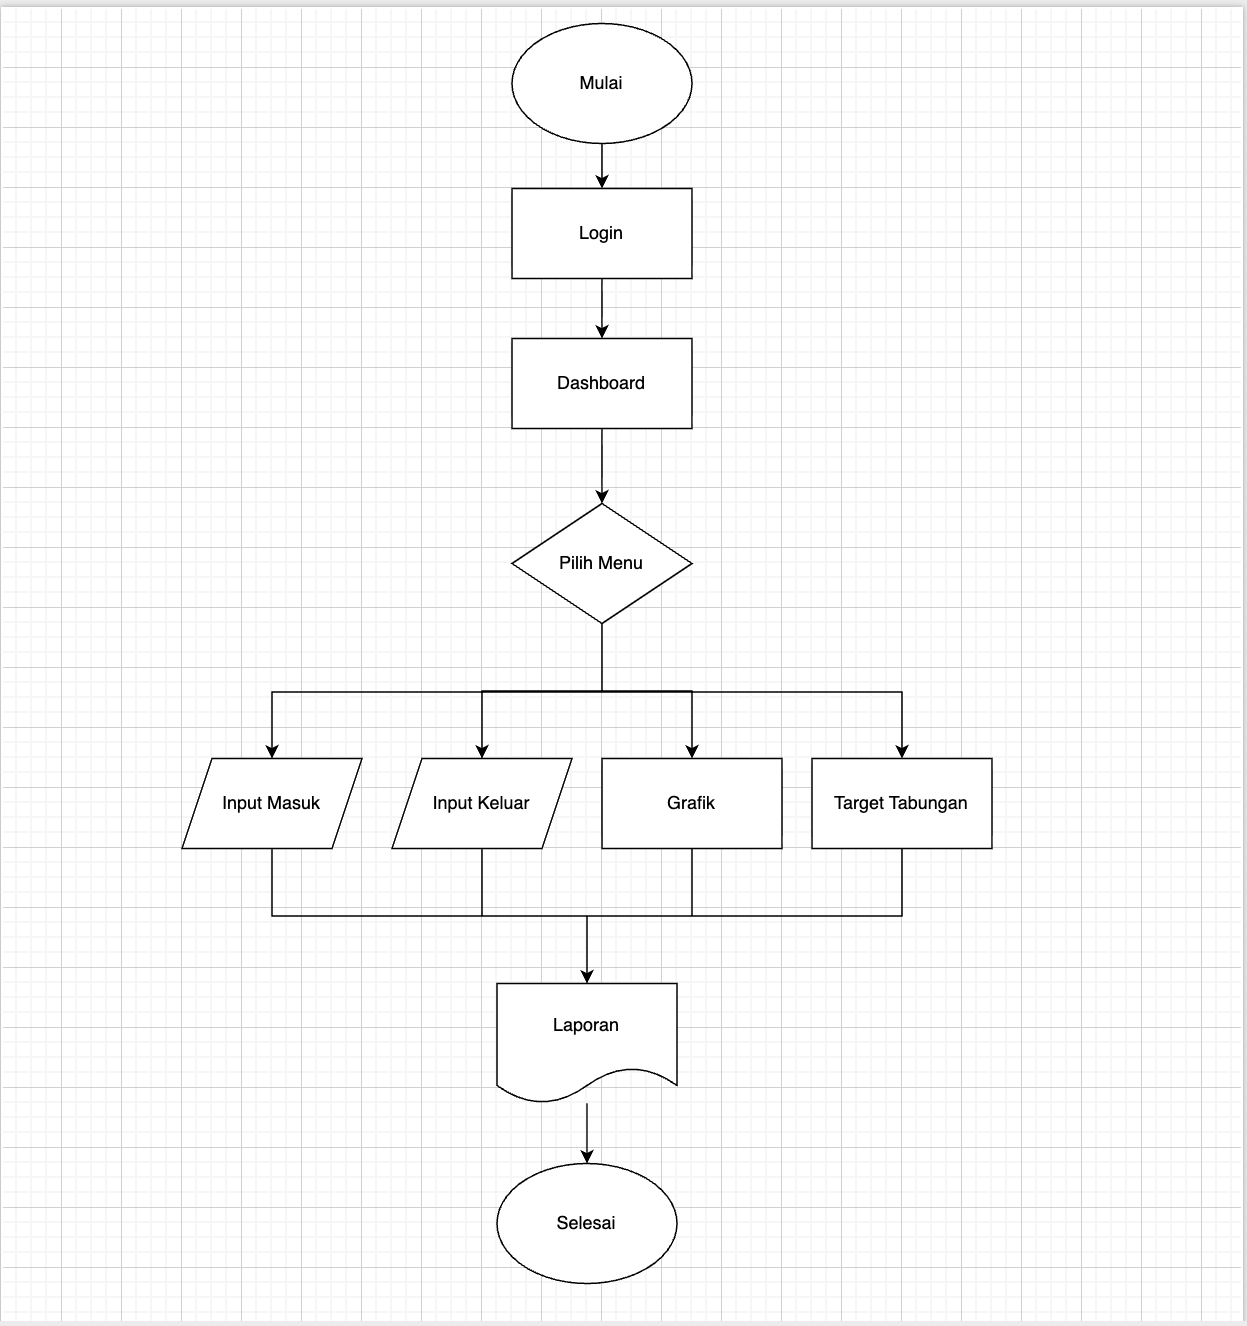 Mulai
Login
Dashboard
Pilih Menu
Input Masuk
Input Keluar
Grafik
Target Tabungan
Laporan
Selesai